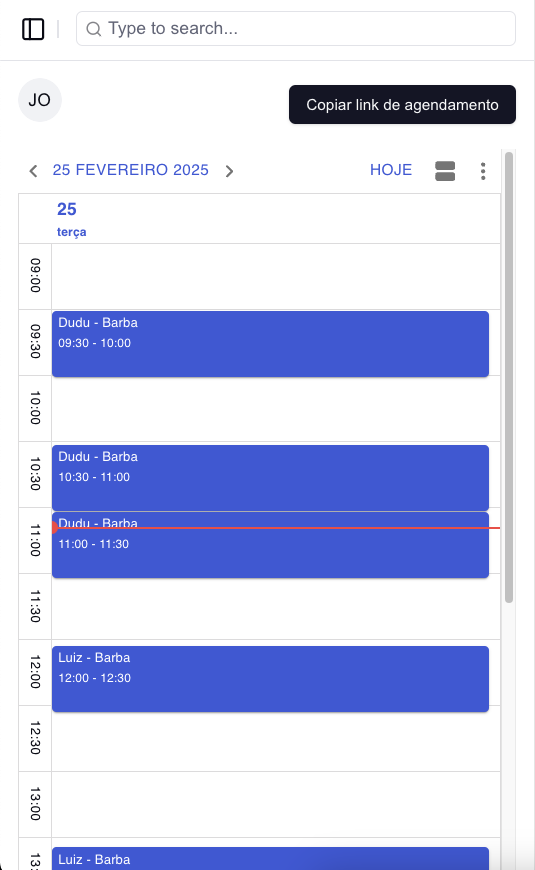 Type to search...
JO
Copiar link de agendamento
25 FEVEREIRO 2025
HOJE
25
terça
09:00
09:30
Dudu - Barba
09:30 - 10:00
10:00
10:30
Dudu - Barba
10:30 - 11:00
11:00
Dudu - Barba
11:00 - 11:30
11:30
12:00
Luiz - Barba
12:00 - 12:30
12:30
13:00
13:
Luiz - Barba